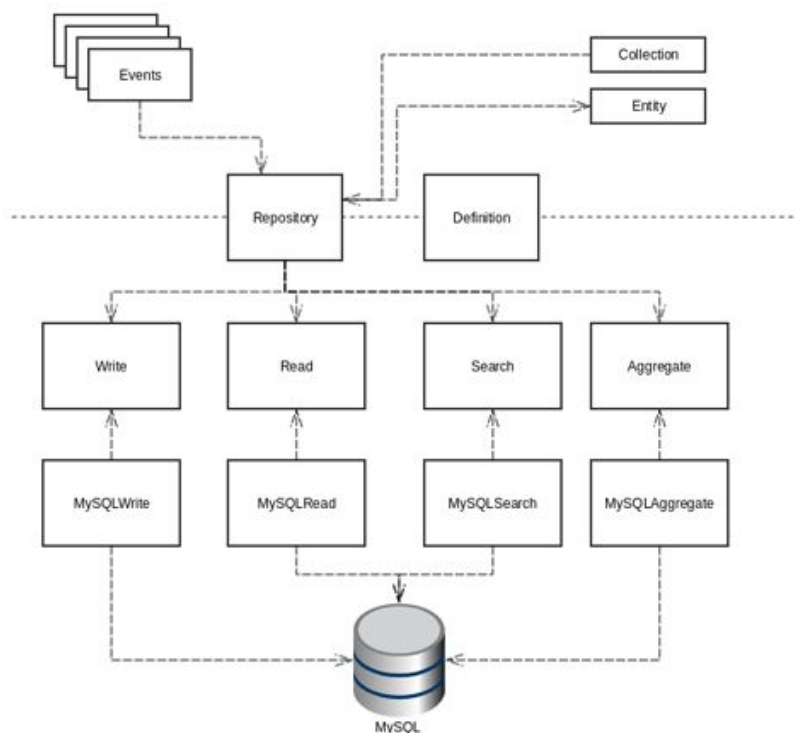 Events
Collection
Entity
Repository
Definition
Write
Read
Search
Aggregate
MySQLWrite
MySQLRead
MySQLSearch
MySQLAggregate
MySQL